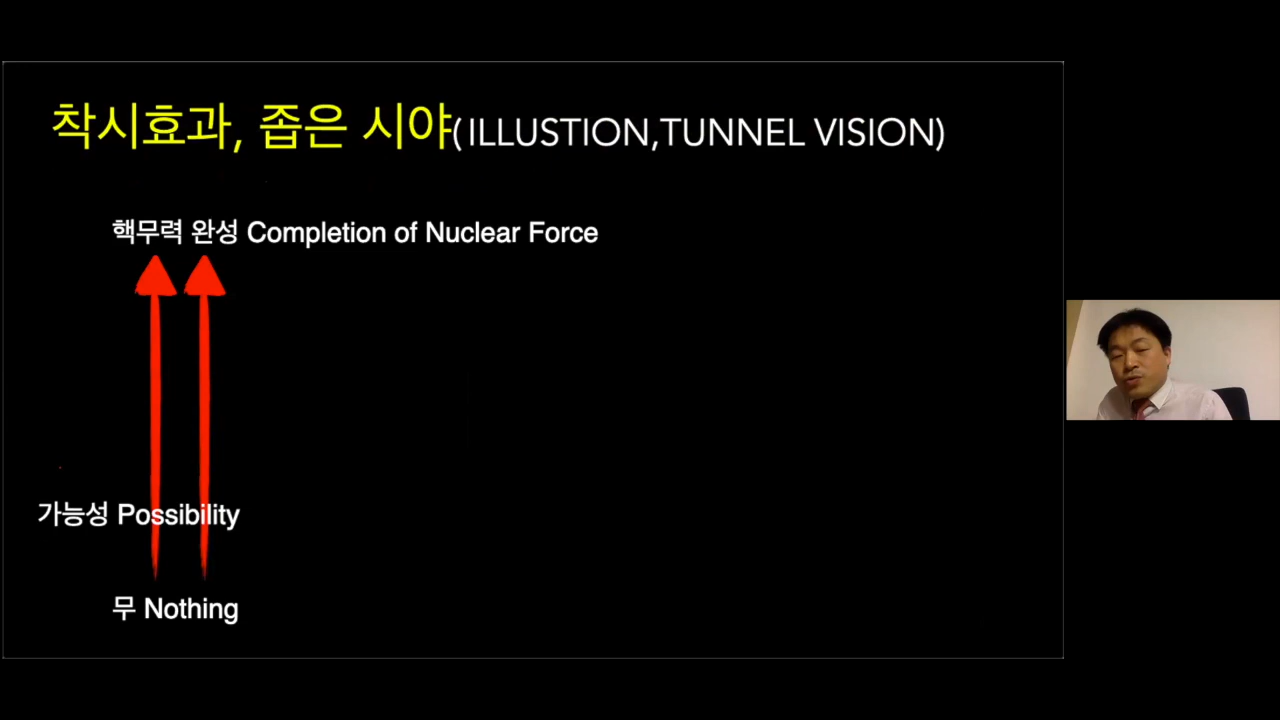 착시효과, 좁은 시야(ILLUSTION,TUNNEL VISION)
핵무력 완성 Completion of Nuclear Force
가능성 Possibility
무 Nothing